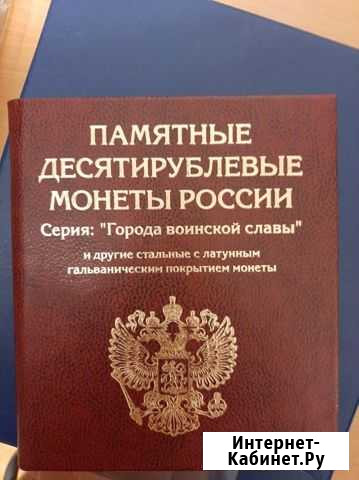 ПАМЯТНЫЕ
ДЕСЯТИРУБЛЕВЫЕ
МОНЕТЫ РОССИИ
Серия: "Города воинской славы"
и другие стальные с латунным
гальваническим покрытием монеты
Интернет-
Кабинет.Ру